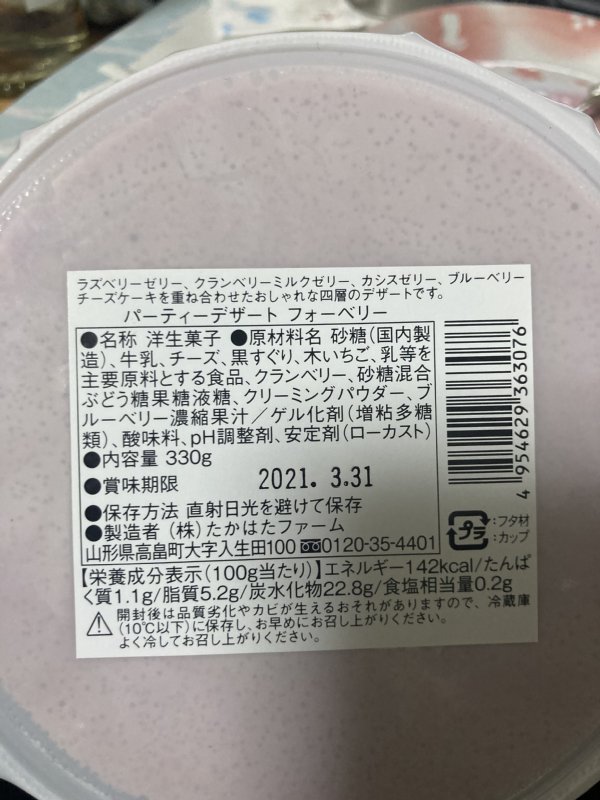 ラズベリーゼリー、クランベリーミルクゼリー、カシスゼリー、ブルーベリー
チーズケーキを重ね合わせたおしゃれな四層のデザートです。
パーティーデザート フォーベリー
●名称 洋生菓子 ●原材料名 砂糖(国内製
造)、牛乳、チーズ、黒すぐり、木いちご、乳等を
主要原料とする食品、クランベリー、砂糖混合
ぶどう糖果糖液糖、クリーミングパウダー、ブ
ルーベリー濃縮果汁/ゲル化剤(増粘多糖
類)、酸味料、pH調整剤、安定剤(ローカスト)
●内容量 330g
●賞味期限 2021. 3.31
●保存方法 直射日光を避けて保存
●製造者 (株)たかはたファーム
山形県高畠町大字入生田100 0120-35-4401
4 954629 363076
プラ :フタ材
:カップ
【栄養成分表示(100g当たり)】エネルギー142kcal/たんぱ
く質1.1g/脂質5.2g/炭水化物22.8g/食塩相当量0.2g
開封後は品質劣化やカビが生えるおそれがありますので、冷蔵庫
(10℃以下)に保存し、お早めにお召し上がりください。
よく冷してお召し上がりください。